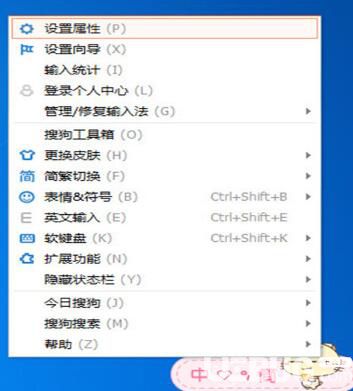 设置属性 (P)
设置向导 (X)
输入统计 (I)
登录个人中心 (L)
管理/修复输入法 (G)
搜狗工具箱 (O)
更换皮肤 (H)
简 简繁切换 (F)
表情&符号 (B) Ctrl+Shift+B
英文输入 (E) Ctrl+Shift+E
软键盘 (K) Ctrl+Shift+K
扩展功能 (N)
隐藏状态栏 (Y)
今日搜狗 (J)
搜狗搜索 (M)
帮助 (Z)
中